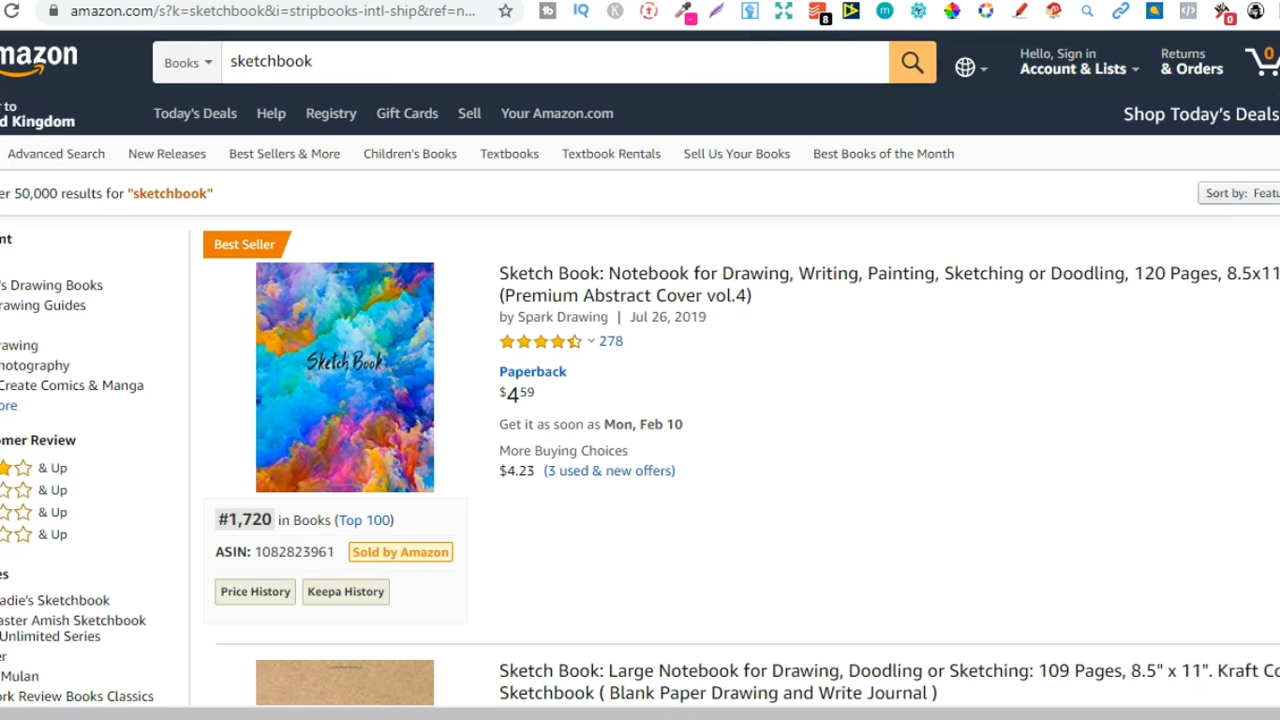 amazon.com/s?k=sketchbook&i=stripbooks-intl-ship&ref=n...
8
0
mazon
Books
sketchbook
Hello, Sign in
Account & Lists
Returns
& Orders
0
to
d Kingdom
Today's Deals Help Registry Gift Cards Sell Your Amazon.com
Shop Today's Deals
Advanced Search New Releases Best Sellers & More Children's Books Textbooks Textbook Rentals Sell Us Your Books Best Books of the Month
er 50,000 results for "sketchbook"
Sort by: Featu
nt
's Drawing Books
rawing Guides
awing
hotography
Create Comics & Manga
ore
omer Review
& Up
& Up
& Up
& Up
es
adie's Sketchbook
aster Amish Sketchbook
Unlimited Series
er
Mulan
rk Review Books Classics
Best Seller
Sketch Book
#1,720 in Books (Top 100)
ASIN: 1082823961 Sold by Amazon
Price History Keepa History
Sketch Book: Notebook for Drawing, Writing, Painting, Sketching or Doodling, 120 Pages, 8.5x11
(Premium Abstract Cover vol.4)
by Spark Drawing | Jul 26, 2019
278
Paperback
$459
Get it as soon as Mon, Feb 10
More Buying Choices
$4.23 (3 used & new offers)
Sketch Book: Large Notebook for Drawing, Doodling or Sketching: 109 Pages, 8.5" x 11". Kraft Co
Sketchbook ( Blank Paper Drawing and Write Journal )